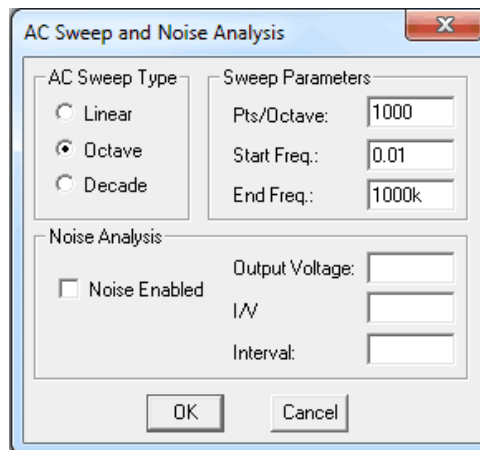 AC Sweep and Noise Analysis
AC Sweep Type
Linear
Octave
Decade
Sweep Parameters
Pts/Octave: 1000
Start Freq.: 0.01
End Freq.: 1000k
Noise Analysis
Noise Enabled
Output Voltage:
I/V
Interval:
OK Cancel